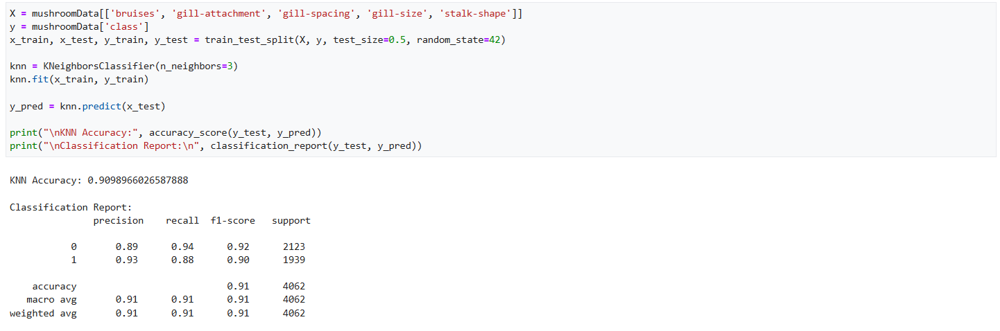 X = mushroomData[['bruises', 'gill-attachment', 'gill-spacing', 'gill-size', 'stalk-shape']]
y = mushroomData['class']
x_train, x_test, y_train, y_test = train_test_split(X, y, test_size=0.5, random_state=42)
knn = KNeighborsClassifier(n_neighbors=3)
knn.fit(x_train, y_train)
y_pred = knn.predict(x_test)
print("\nKNN Accuracy:", accuracy_score(y_test, y_pred))
print("\nClassification Report:\n", classification_report(y_test, y_pred))
KNN Accuracy: 0.9098966026587888
Classification Report:
precision recall f1-score support
0 0.89 0.94 0.92 2123
1 0.93 0.88 0.90 1939
accuracy 0.91 4062
macro avg 0.91 0.91 0.91 4062
weighted avg 0.91 0.91 0.91 4062